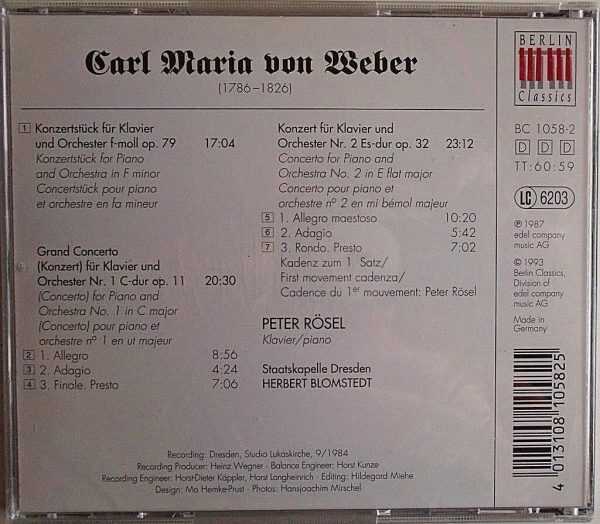 Carl Maria von Weber
(1786–1826)
1 Konzertstück für Klavier
und Orchester f-moll op. 79 17:04
Konzertstück for Piano
and Orchestra in F minor
Concertstück pour piano
et orchestre en fa mineur
Grand Concerto
(Konzert) für Klavier und
Orchester Nr. 1 C-dur op. 11 20:30
(Concerto) for Piano and
Orchestra No. 1 in C major
(Concerto) pour piano et
orchestre nº 1 en ut majeur
2 1. Allegro 8:56
3 2. Adagio 4:24
4 3. Finale. Presto 7:06
Konzert für Klavier und
Orchester Nr. 2 Es-dur op. 32 23:12
Concerto for Piano and
Orchestra No. 2 in E flat major
Concerto pour piano et
orchestre nº 2 en mi bémol majeur
5 1. Allegro maestoso 10:20
6 2. Adagio 5:42
7 3. Rondo. Presto 7:02
Kadenz zum 1. Satz/
First movement cadenza/
Cadence du 1er mouvement: Peter Rösel
PETER RÖSEL
Klavier/piano
Staatskapelle Dresden
HERBERT BLOMSTEDT
Recording: Dresden, Studio Lukaskirche, 9/1984
Recording Producer: Heinz Wegner · Balance Engineer: Horst Kunze
Recording Engineer: Horst-Dieter Käppler, Horst Langheinrich · Editing: Hildegard Miehe
Design: Mo Hemke-Prust · Photos: Hansjoachim Mirschel
BERLIN
Classics
BC 1058-2
D D D
TT: 60:59
LC 6203
℗ 1987
edel company
music AG
© 1993
Berlin Classics,
Division of
edel company
music AG
Made in
Germany
4 013108 105825